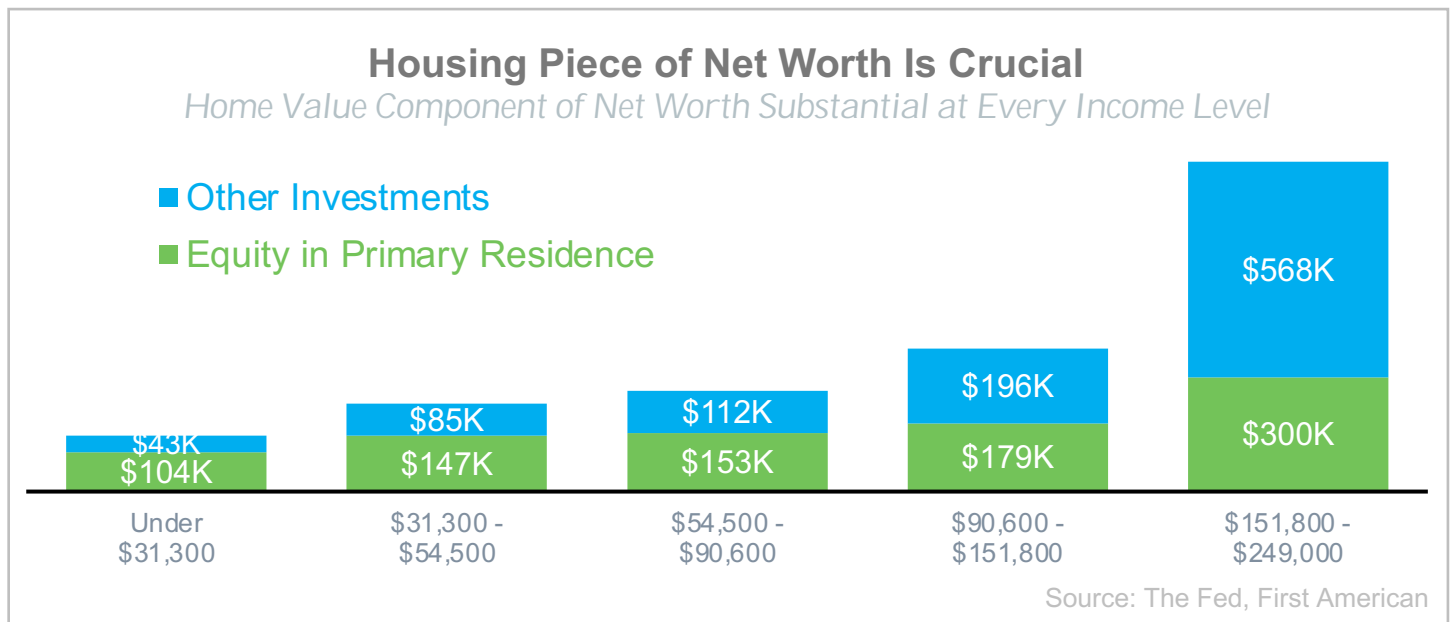 Housing Piece of Net Worth Is Crucial
Home Value Component of Net Worth Substantial at Every Income Level
Other Investments
Equity in Primary Residence
$43K
$104K
$85K
$147K
$112K
$153K
$196K
$179K
$568K
$300K
Under
$31,300
$31,300 -
$54,500
$54,500 -
$90,600
$90,600 -
$151,800
$151,800 -
$249,000
Source: The Fed, First American